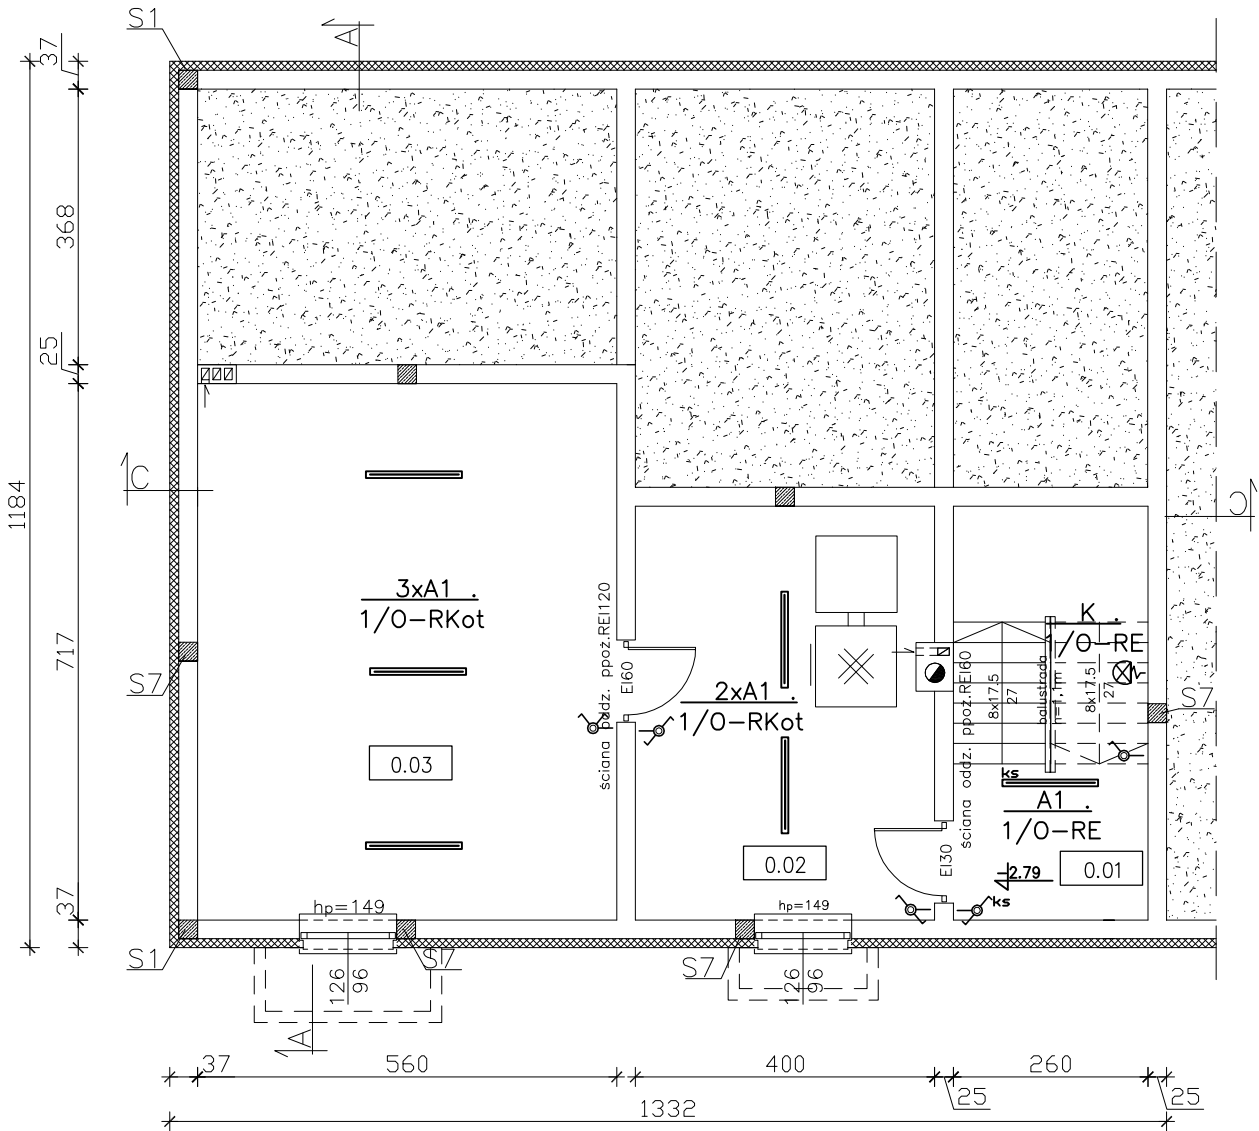 S1
A
37
368
25
717
37
1184
C
C
3xA1 .
1/O-RKot
ściana oddz. ppoż.REI120
EI60
0.03
2xA1 .
1/O-RKot
0.02
ściana oddz. ppoż.REI60
EI30
8x17.5
27
balustrada
h=1.1m
8x17.5
27
K .
/O-RE
S7
S7
ks
A1 .
1/O-RE
0.01
-2.79
ks
hp=149
hp=149
S1
S7
S7
126
96
126
96
A
37
560
400
260
25
25
1332